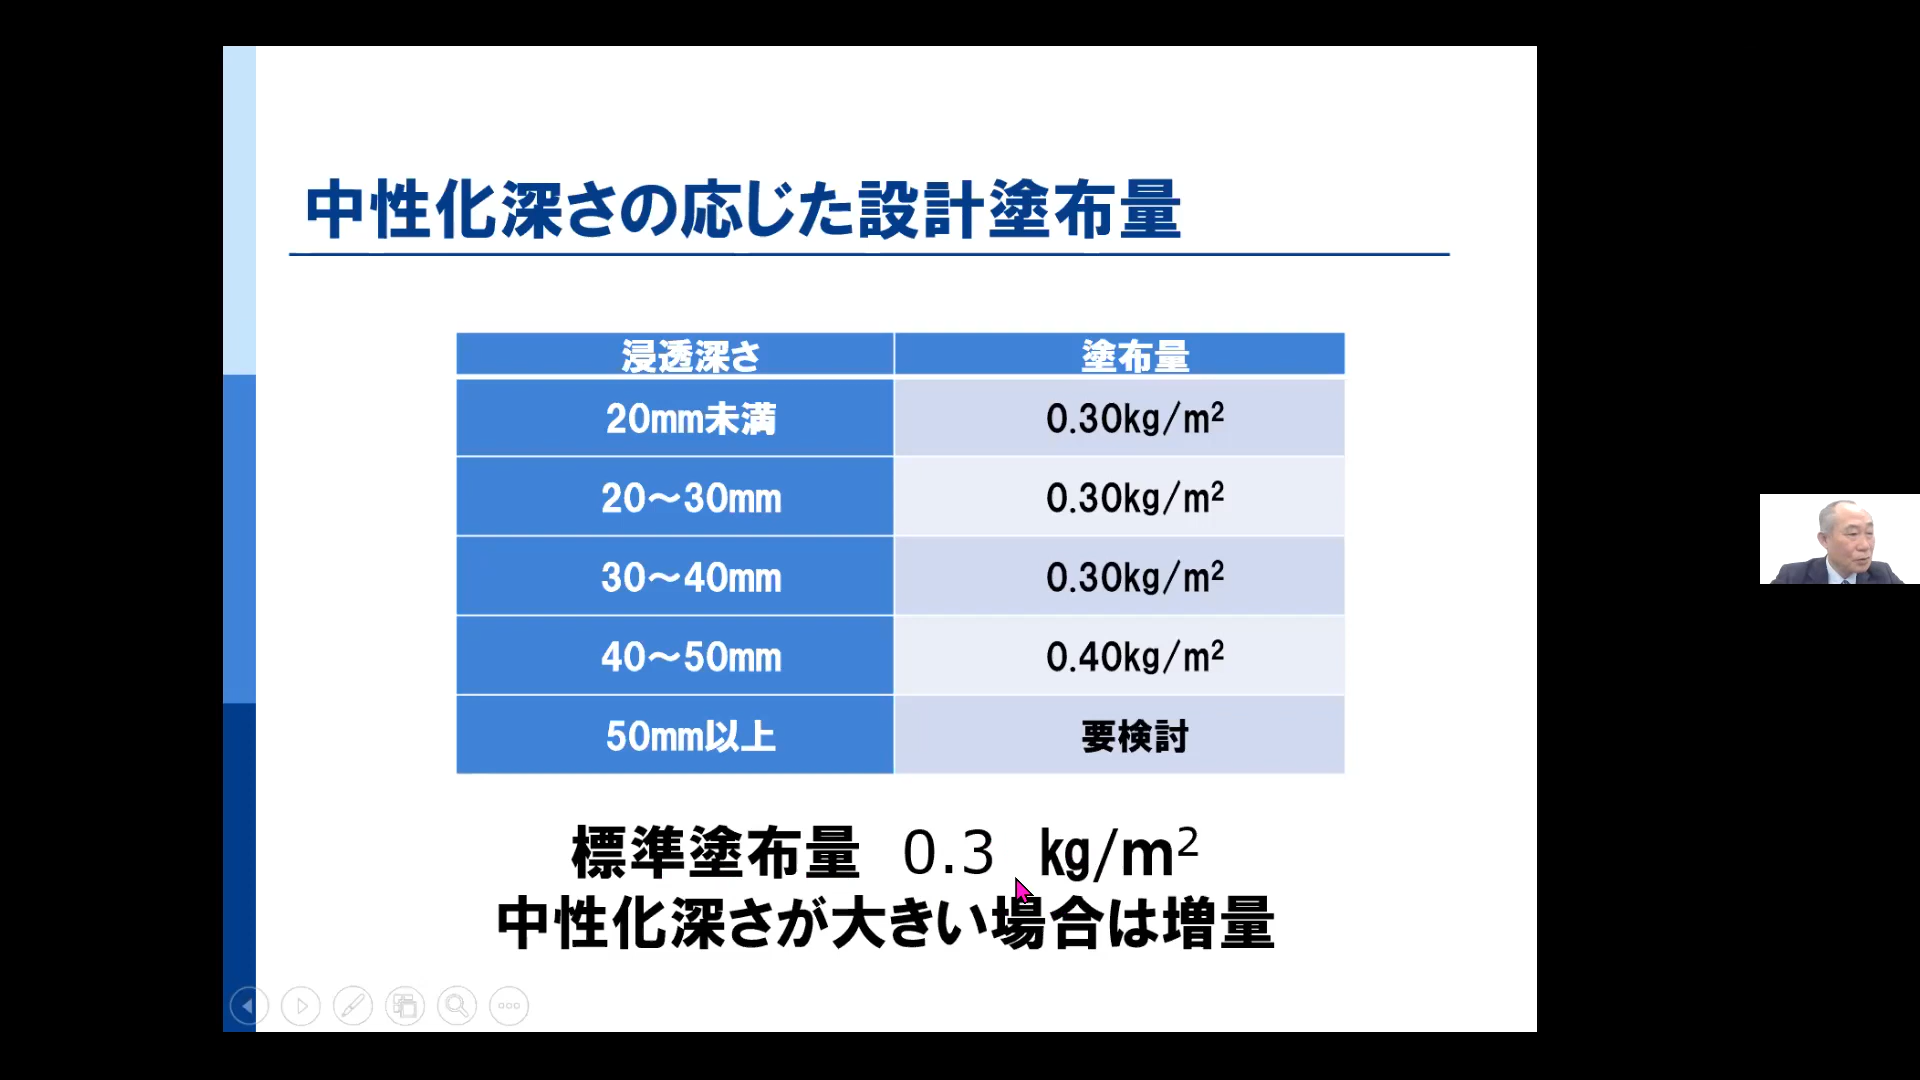 中性化深さの応じた設計塗布量
浸透深さ 塗布量
20mm未満 0.30kg/m²
20～30mm 0.30kg/m²
30～40mm 0.30kg/m²
40～50mm 0.40kg/m²
50mm以上 要検討
標準塗布量 0.3 kg/m²
中性化深さが大きい場合は増量